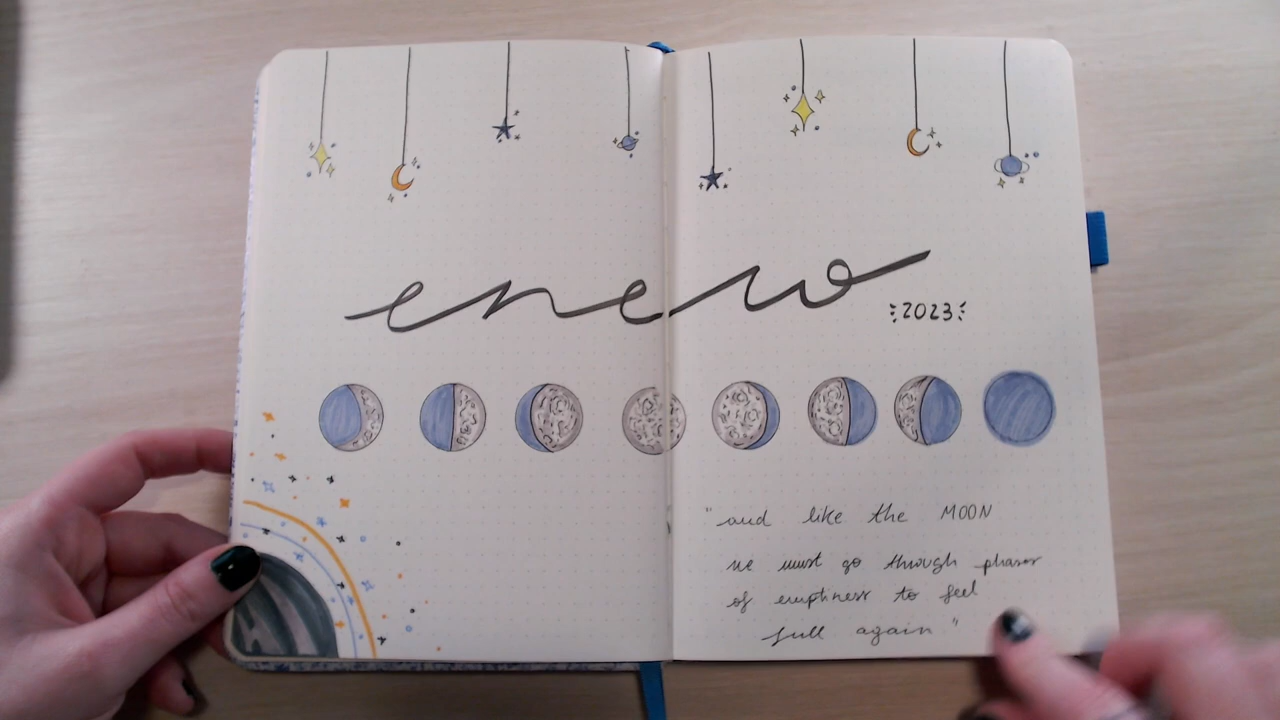 enero
2023
"and like the MOON
we must go through phases
of emptiness to feel
full again"